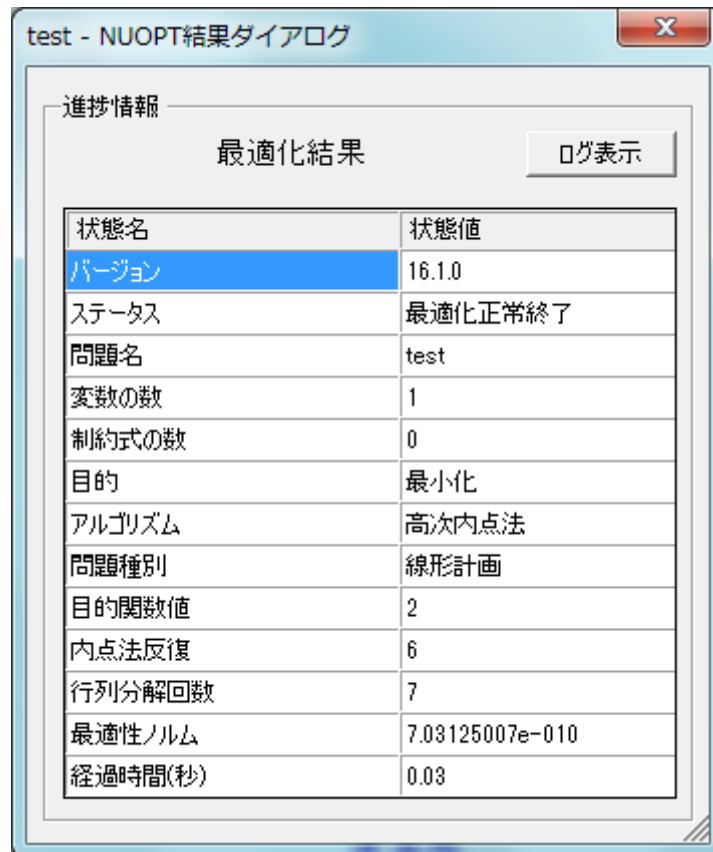 test - NUOPT結果ダイアログ
進捗情報
最適化結果
ログ表示
状態名 状態値
バージョン 16.1.0
ステータス 最適化正常終了
問題名 test
変数の数 1
制約式の数 0
目的 最小化
アルゴリズム 高次内点法
問題種別 線形計画
目的関数値 2
内点法反復 6
行列分解回数 7
最適性ノルム 7.03125007e-010
経過時間(秒) 0.03